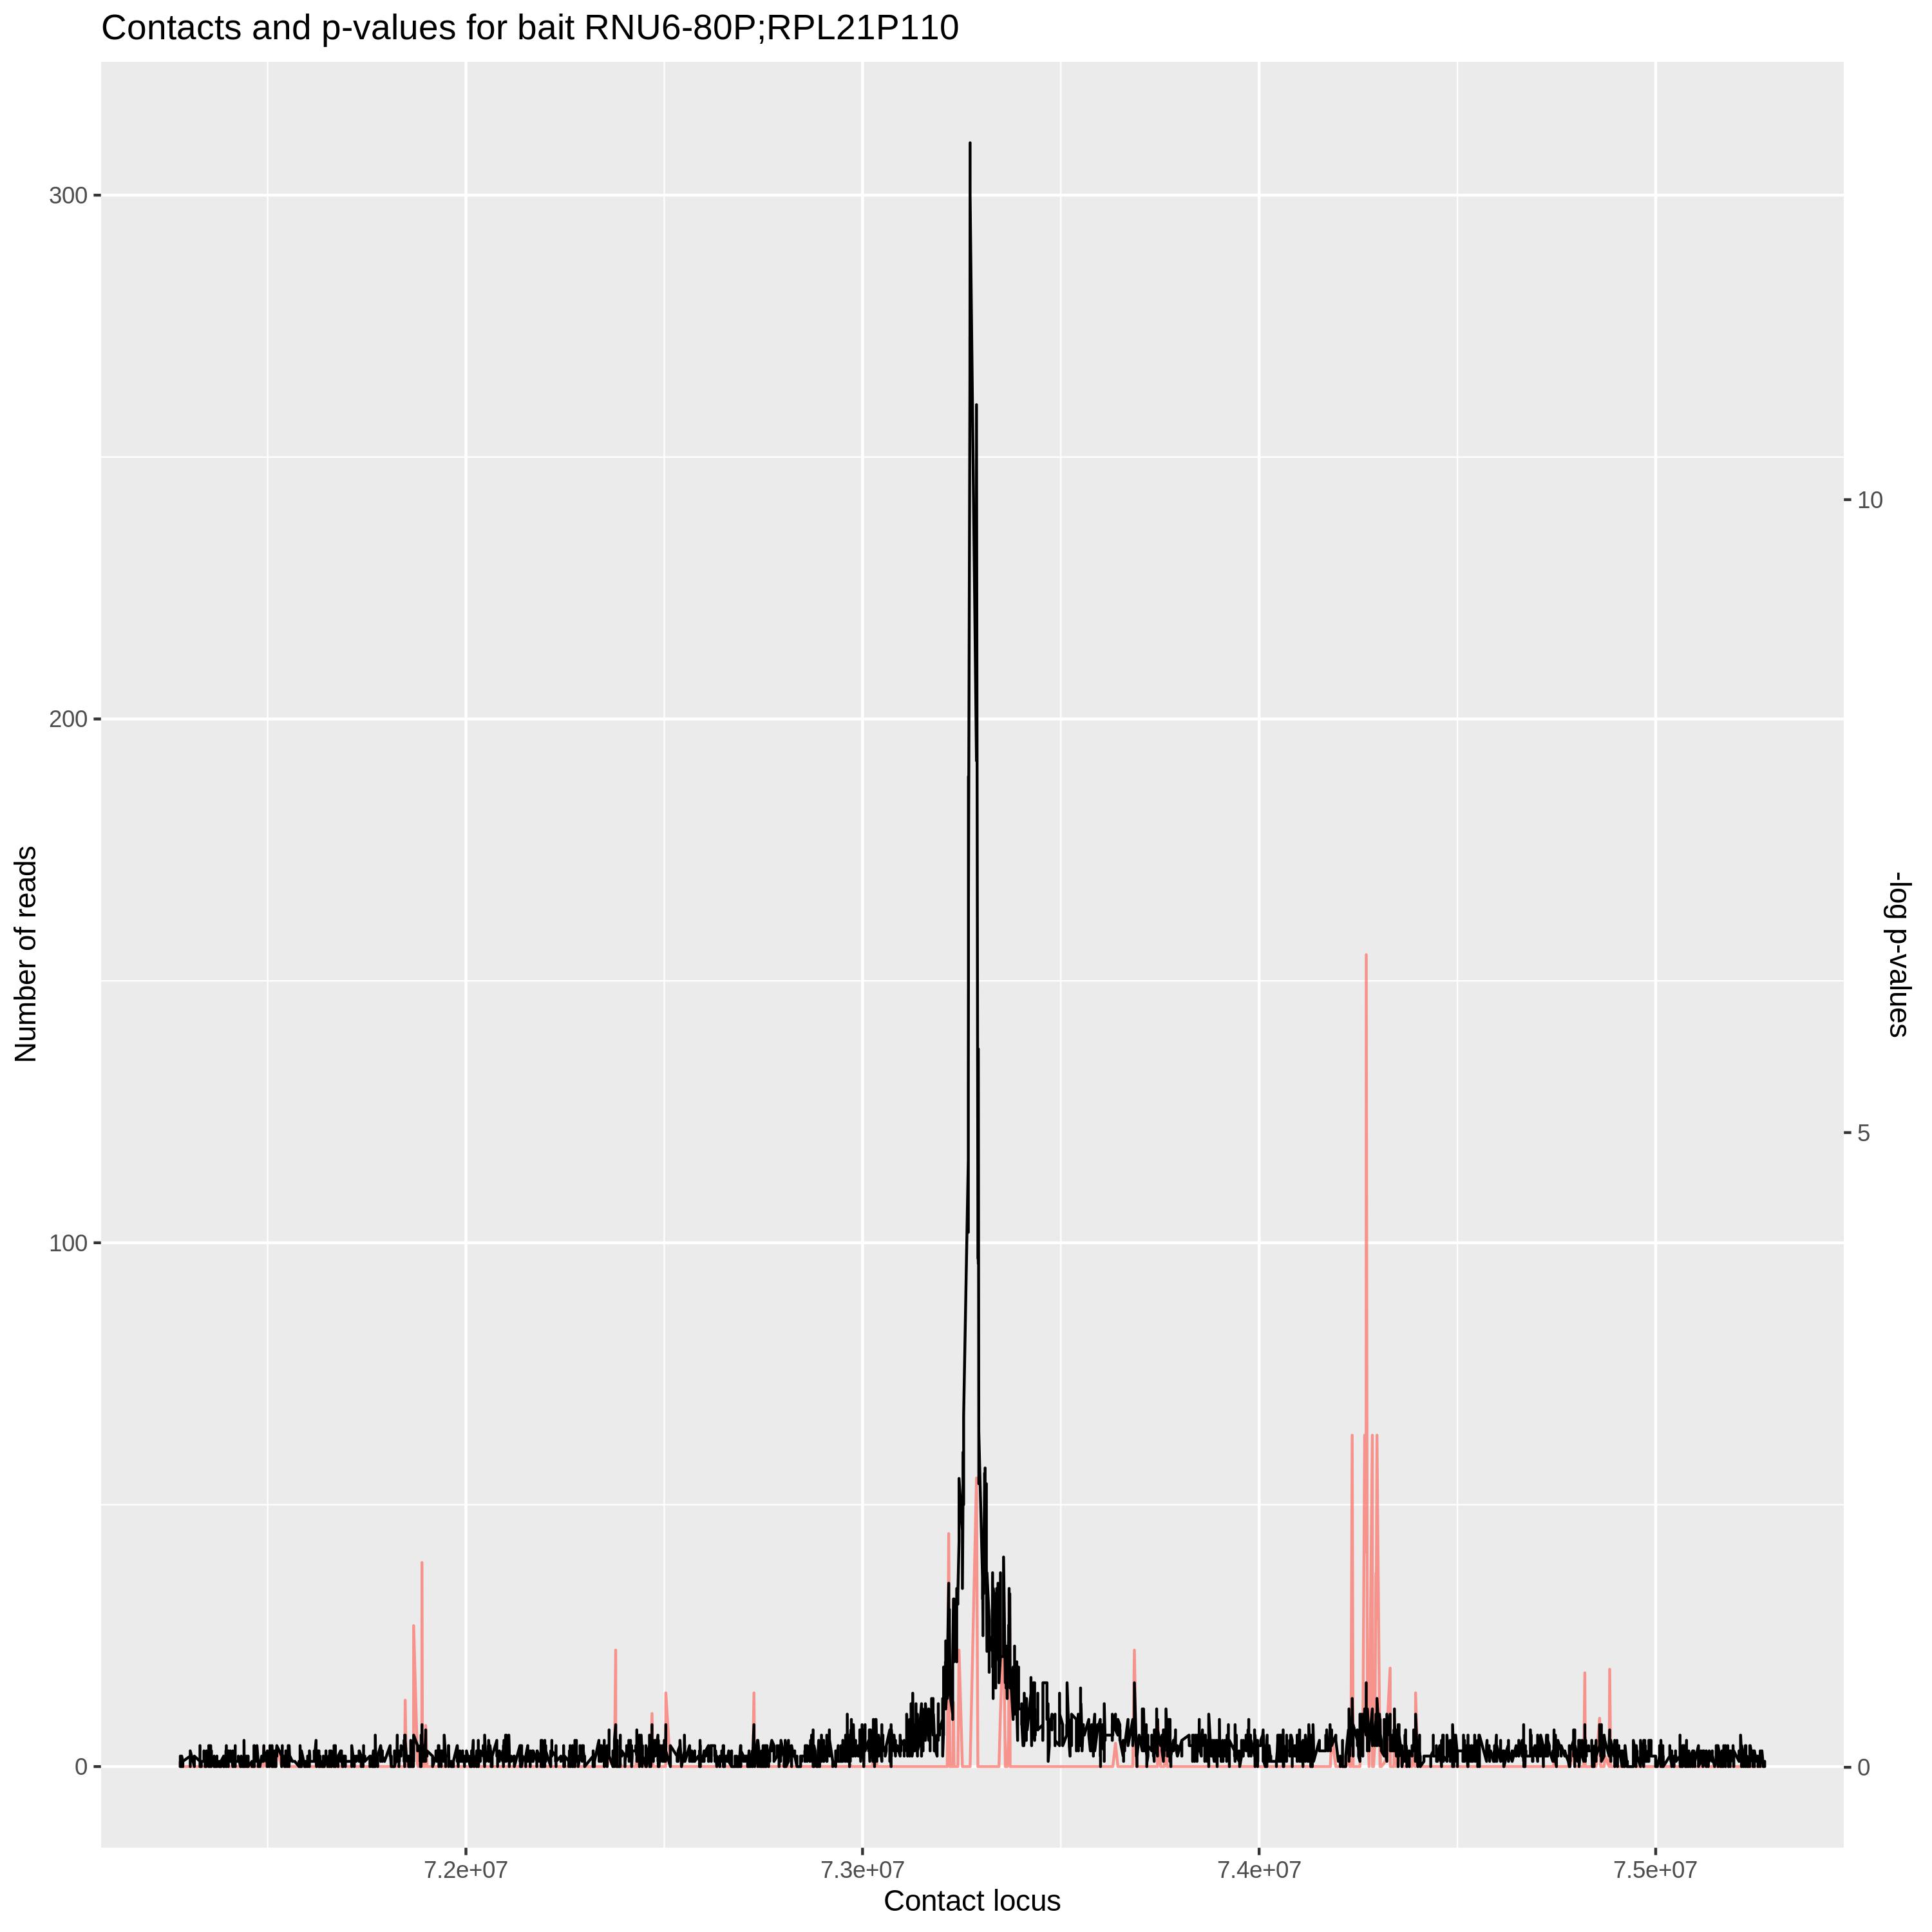 Contacts and p-values for bait RNU6-80P;RPL21P110
300
200
100
0
Number of reads
10
5
0
-log p-values
7.2e+07
7.3e+07
7.4e+07
7.5e+07
Contact locus